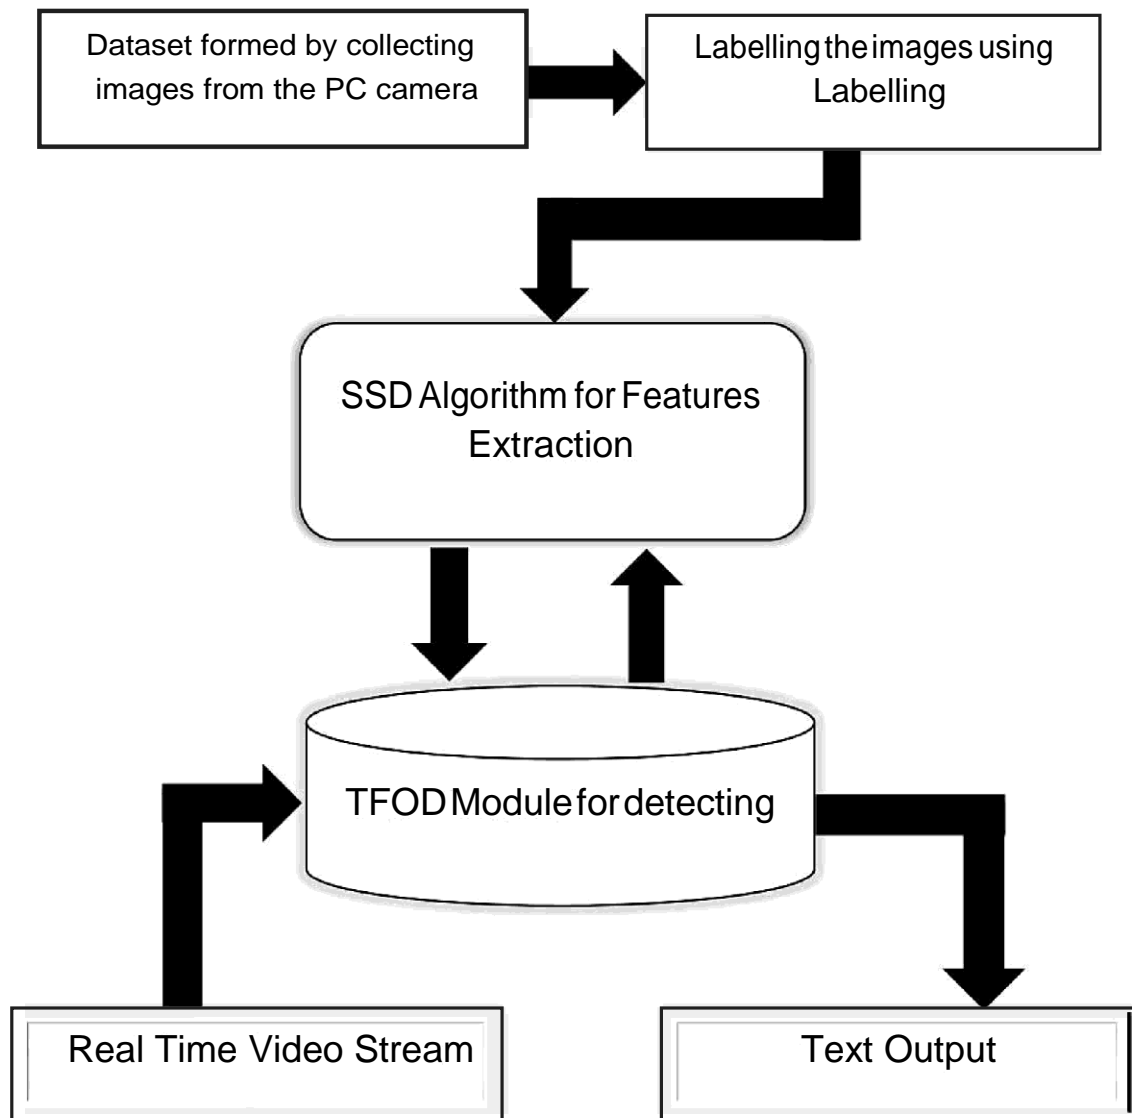 Dataset formed by collecting
images from the PC camera
Labelling the images using
Labelling
SSD Algorithm for Features
Extraction
TFOD Module for detecting
Real Time Video Stream
Text Output